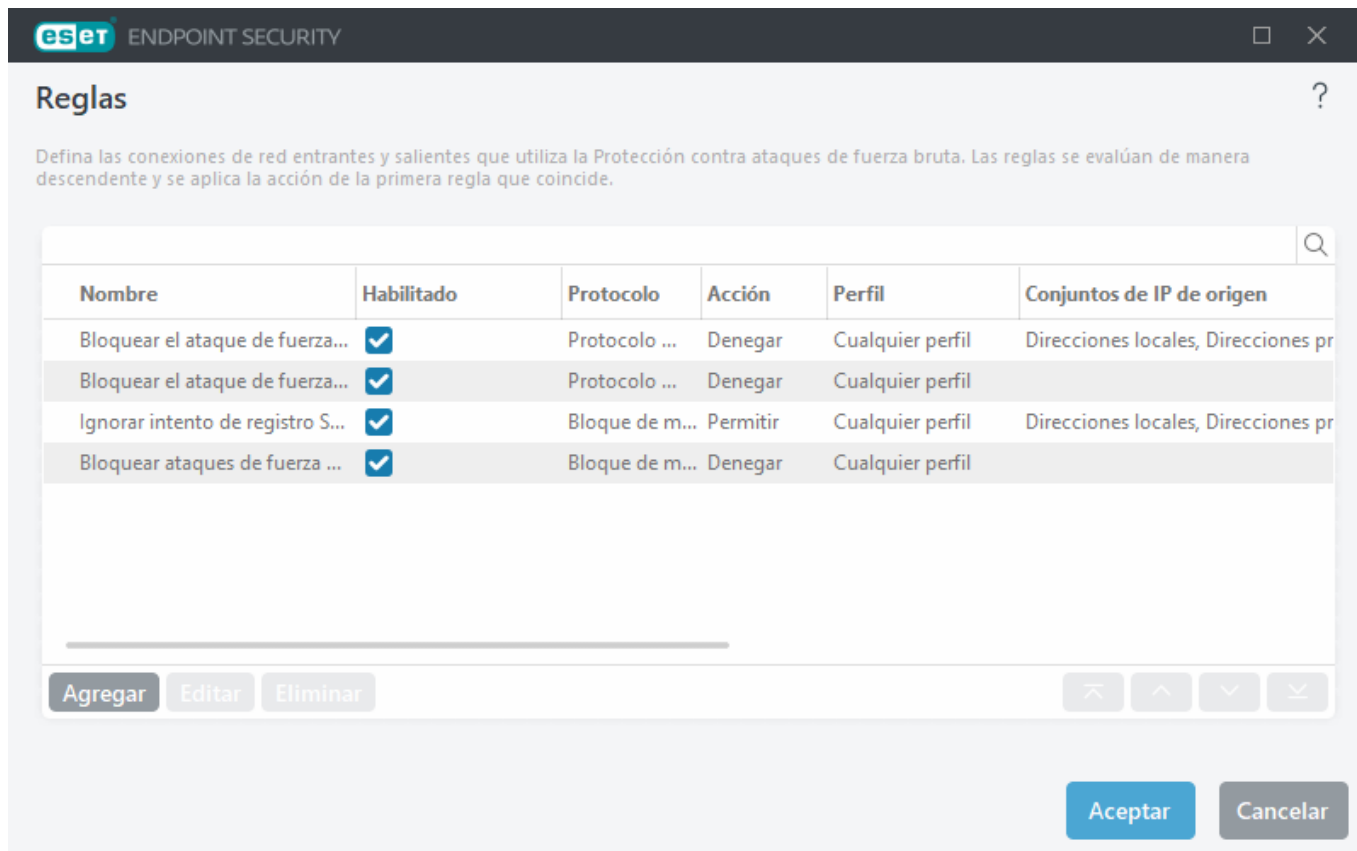 eset ENDPOINT SECURITY
Reglas
?
Defina las conexiones de red entrantes y salientes que utiliza la Protección contra ataques de fuerza bruta. Las reglas se evalúan de manera
descendente y se aplica la acción de la primera regla que coincide.
Nombre Habilitado Protocolo Acción Perfil Conjuntos de IP de origen
Bloquear el ataque de fuerza... Protocolo ... Denegar Cualquier perfil Direcciones locales, Direcciones pr
Bloquear el ataque de fuerza... Protocolo ... Denegar Cualquier perfil
Ignorar intento de registro S... Bloque de m... Permitir Cualquier perfil Direcciones locales, Direcciones pr
Bloquear ataques de fuerza ... Bloque de m... Denegar Cualquier perfil
Agregar Editar Eliminar
Aceptar Cancelar